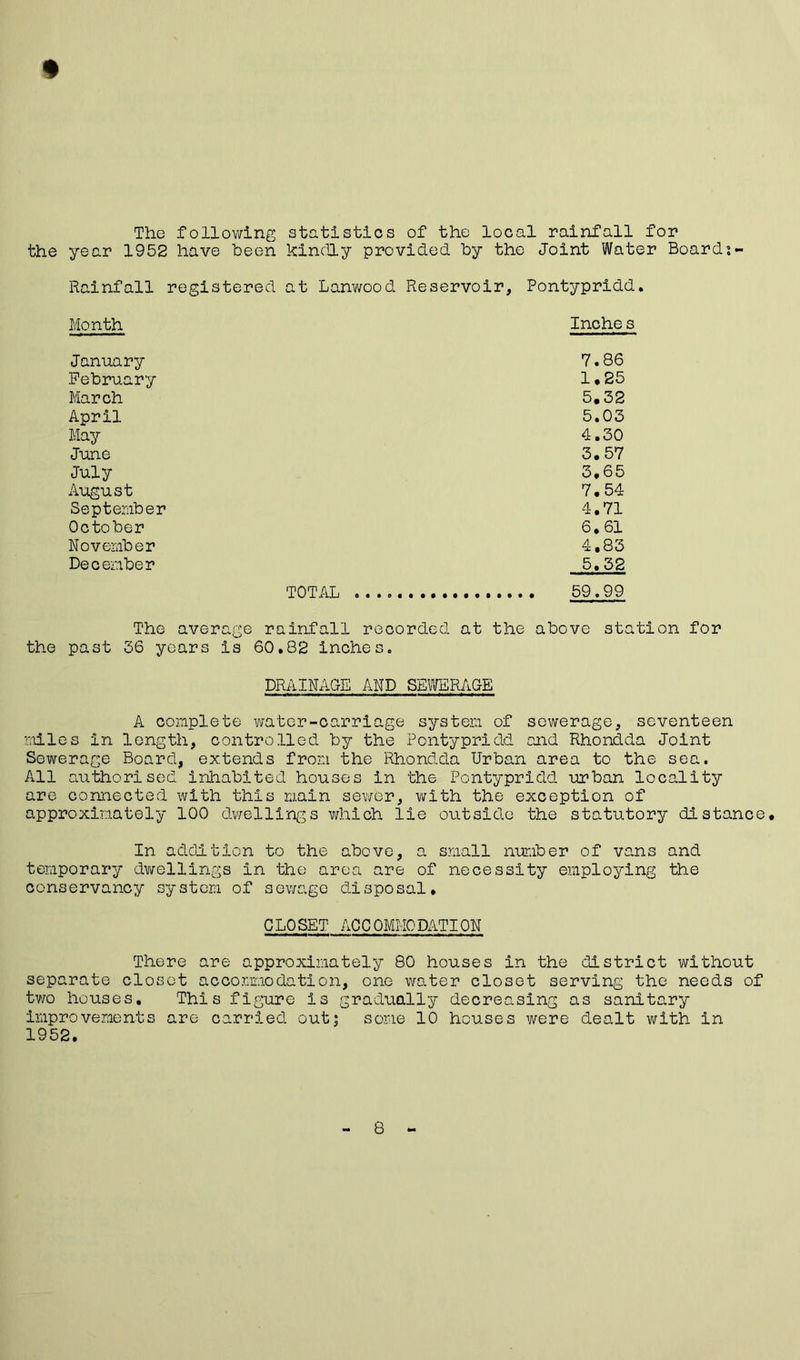 The following statistics of the local rainfall for
the year 1952 have been kindly provided by the Joint Water Board:-
Rainfall registered at Lanwood Reservoir, Pontypridd.
Month Inches
January 7.86
February 1.25
March 5.32
April 5.03
May 4.30
June 3.57
July 3.65
August 7.54
September 4.71
October 6.61
November 4.83
December 5.32
TOTAL .................. 59.99
The average rainfall recorded at the above station for
the past 36 years is 60.82 inches.
DRAINAGE AND SEWERAGE
A complete water-carriage system of sewerage, seventeen
miles in length, controlled by the Pontypridd and Rhondda Joint
Sewerage Board, extends from the Rhondda Urban area to the sea.
All authorised inhabited houses in the Pontypridd urban locality
are connected with this main sewer, with the exception of
approximately 100 dwellings which lie outside the statutory distance.
In addition to the above, a small number of vans and
temporary dwellings in the area are of necessity employing the
conservancy system of sewage disposal.
CLOSET ACCOMMODATION
There are approximately 80 houses in the district without
separate closet accommodation, one water closet serving the needs of
two houses. This figure is gradually decreasing as sanitary
improvements are carried out; some 10 houses were dealt with in
1952.
- 8 -